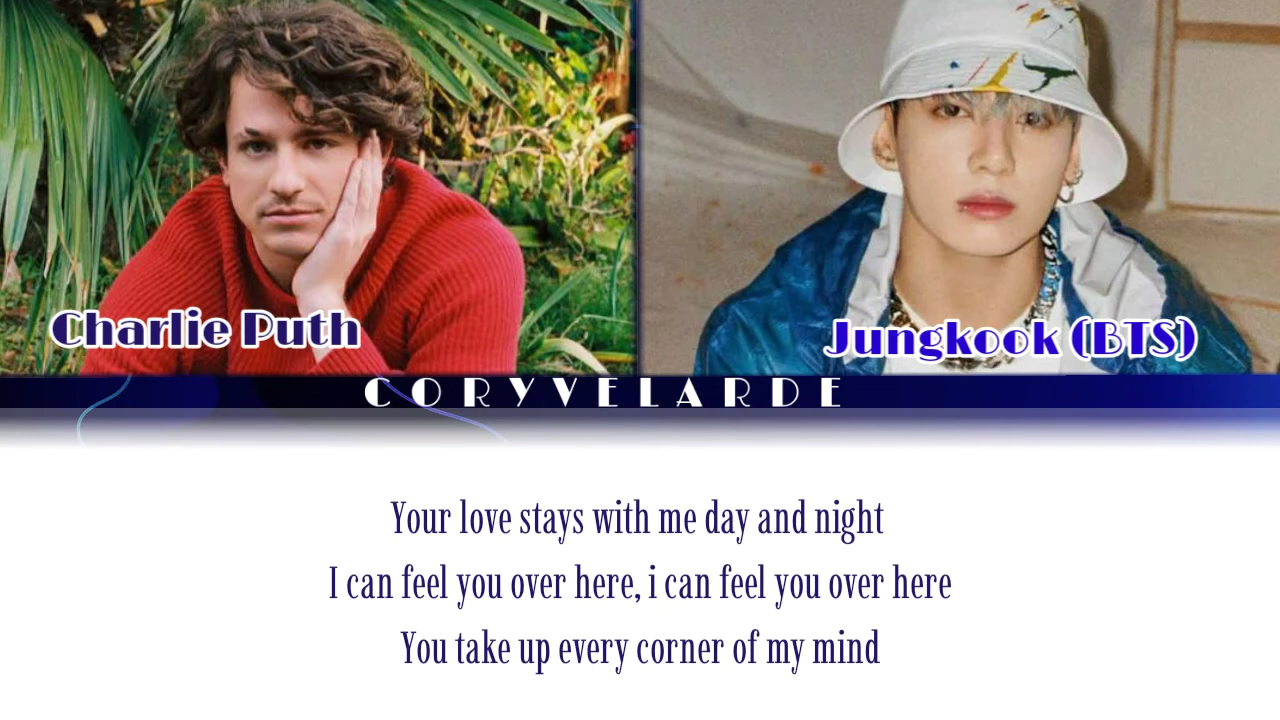 Charlie Puth
Jungkook (BTS)
CORYVELARDE
Your love stays with me day and night
I can feel you over here, i can feel you over here
You take up every corner of my mind